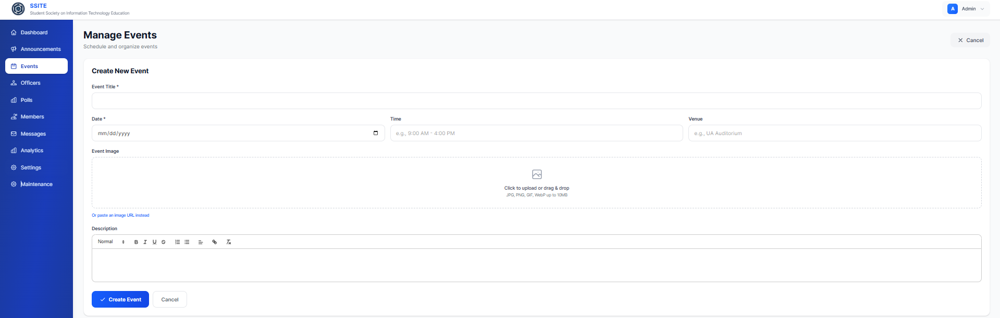 SSITE
Student Society on Information Technology Education
A Admin
Dashboard
Announcements
Events
Officers
Polls
Members
Messages
Analytics
Settings
Maintenance
Manage Events
Schedule and organize events
Cancel
Create New Event
Event Title *
Date * Time Venue
mm/dd/yyyy e.g., 9:00 AM - 4:00 PM e.g., UA Auditorium
Event Image
Click to upload or drag & drop
JPG, PNG, GIF, WebP up to 10MB
Or paste an image URL instead
Description
Normal B I U S
Create Event Cancel